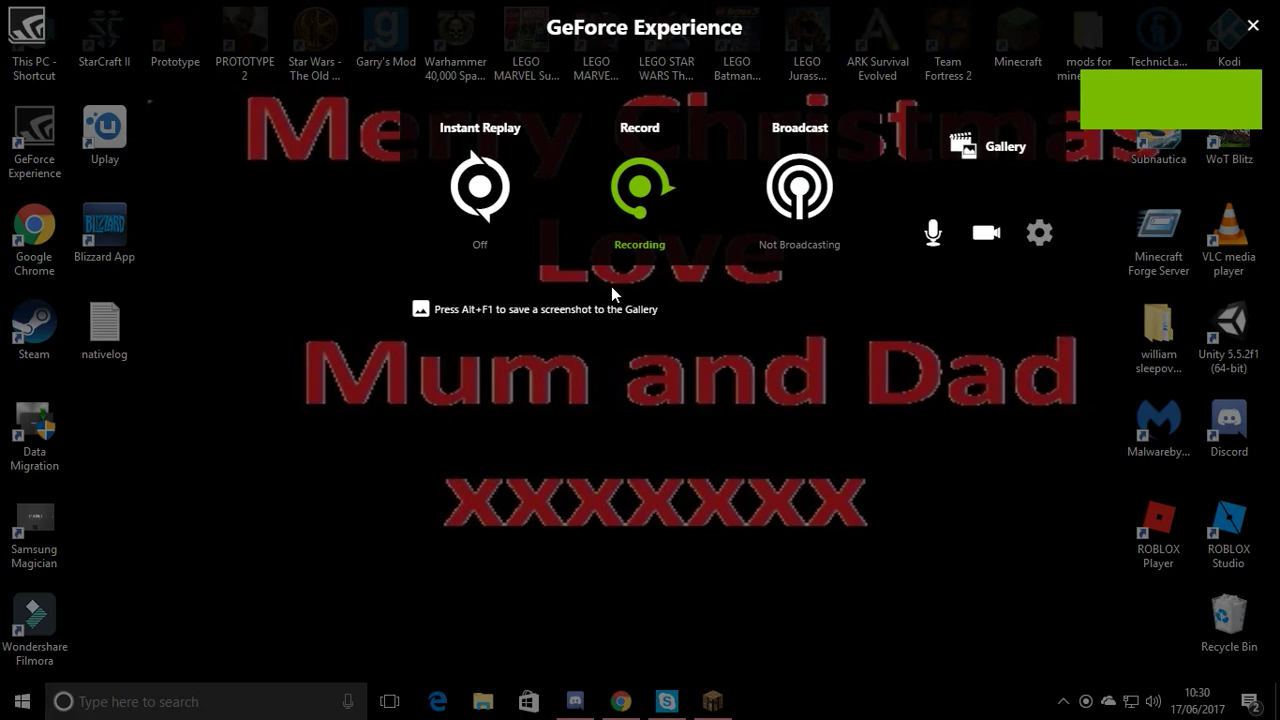 GeForce Experience
This PC -
Shortcut
StarCraft II
Prototype
PROTOTYPE
2
Star Wars -
The Old ...
Garry's Mod
Warhammer
40,000 Spa...
LEGO
MARVEL Su...
LEGO
MARVE...
LEGO STAR
WARS Th...
LEGO
Batman...
LEGO
Jurass...
ARK Survival
Evolved
Team
Fortress 2
Minecraft
mods for
mine
TechnicLa...
Kodi
Merry Christmas
Love
Mum and Dad
xxxxxxx
Instant Replay
Off
Record
Recording
Broadcast
Not Broadcasting
Gallery
Press Alt+F1 to save a screenshot to the Gallery
GeForce
Experience
Uplay
Google
Chrome
Blizzard App
Steam
nativelog
Data
Migration
Samsung
Magician
Wondershare
Filmora
Subnautica
WoT Blitz
Minecraft
Forge Server
VLC media
player
william
sleepov...
Unity 5.5.2f1
(64-bit)
Malwareby...
Discord
ROBLOX
Player
ROBLOX
Studio
Recycle Bin
Type here to search
10:30
17/06/2017
2